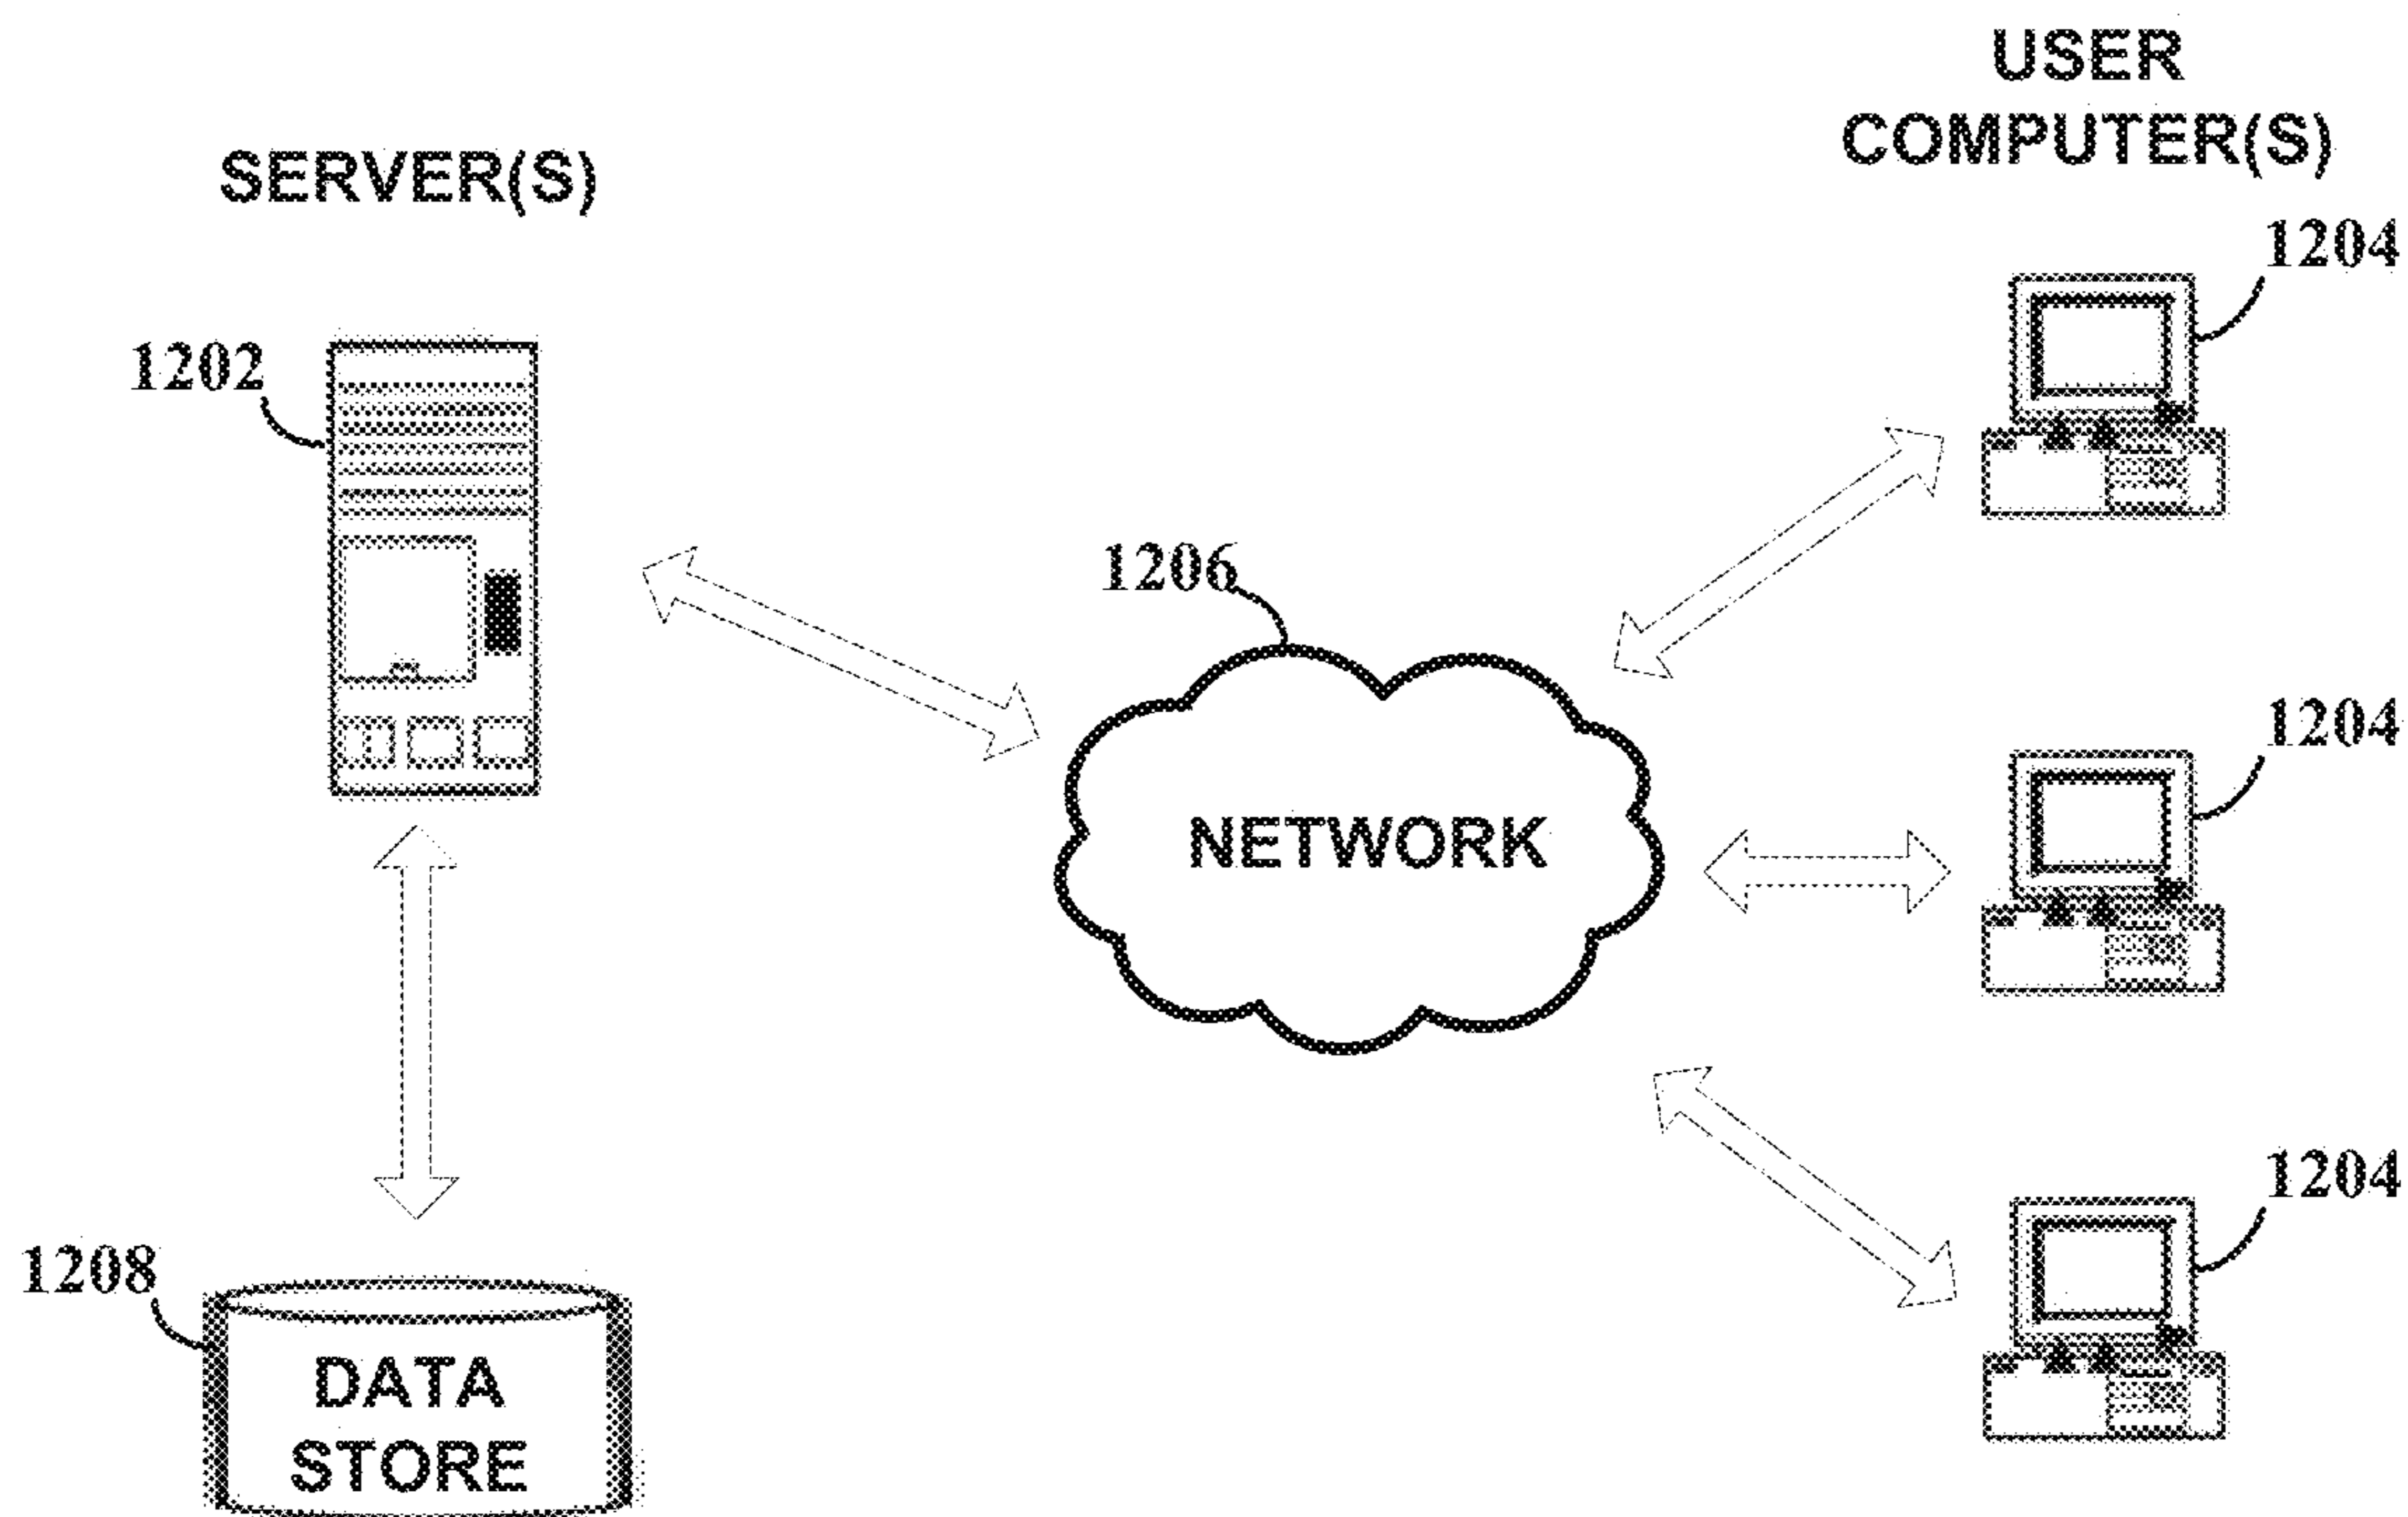 USER
COMPUTER(S)
SERVER(S)
1204
1202
1206
1204
NETWORK
1204
1208
DATA
STORE